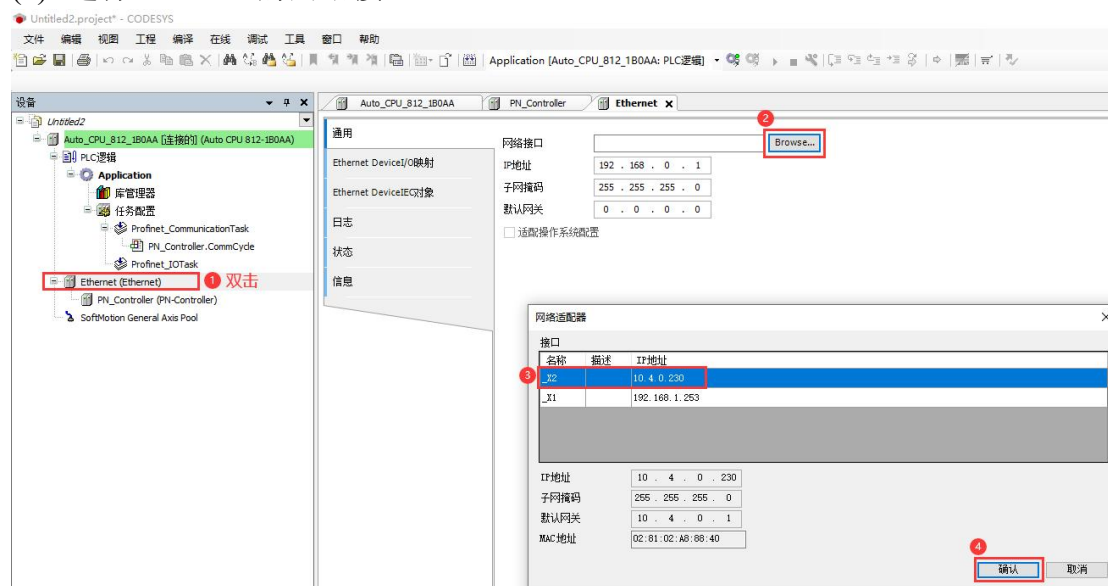 Untitled2.project* - CODESYS
文件 编辑 视图 工程 编译 在线 调试 工具 窗口 帮助
Application [Auto_CPU_812_1B0AA: PLC逻辑]
设备
Auto_CPU_812_1B0AA PN_Controller Ethernet
Untitled2
Auto_CPU_812_1B0AA [连接的] (Auto CPU 812-1B0AA)
PLC逻辑
Application
库管理器
任务配置
Profinet_CommunicationTask
PN_Controller.CommCycle
Profinet_IOTask
Ethernet (Ethernet)
1 双击
PN_Controller (PN-Controller)
SoftMotion General Axis Pool
通用
Ethernet DeviceI/O映射
Ethernet DeviceIEC对象
日志
状态
信息
2
网络接口 Browse...
IP地址 192 . 168 . 0 . 1
子网掩码 255 . 255 . 255 . 0
默认网关 0 . 0 . 0 . 0
适配操作系统配置
网络适配器
接口
名称 描述 IP地址
3 _X2 10.4.0.230
_X1 192.168.1.253
IP地址 10 . 4 . 0 . 230
子网掩码 255 . 255 . 255 . 0
默认网关 10 . 4 . 0 . 1
MAC地址 02:81:02:A8:88:40
4
确认 取消